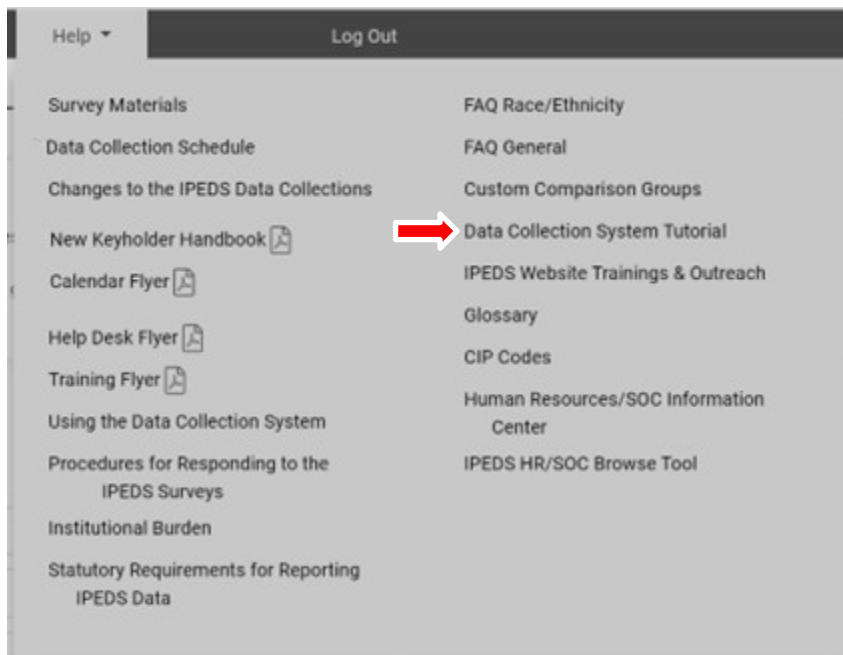 Help
Log Out
Survey Materials
Data Collection Schedule
Changes to the IPEDS Data Collections
New Keyholder Handbook
Calendar Flyer
Help Desk Flyer
Training Flyer
Using the Data Collection System
Procedures for Responding to the
IPEDS Surveys
Institutional Burden
Statutory Requirements for Reporting
IPEDS Data
FAQ Race/Ethnicity
FAQ General
Custom Comparison Groups
Data Collection System Tutorial
IPEDS Website Trainings & Outreach
Glossary
CIP Codes
Human Resources/SOC Information
Center
IPEDS HR/SOC Browse Tool